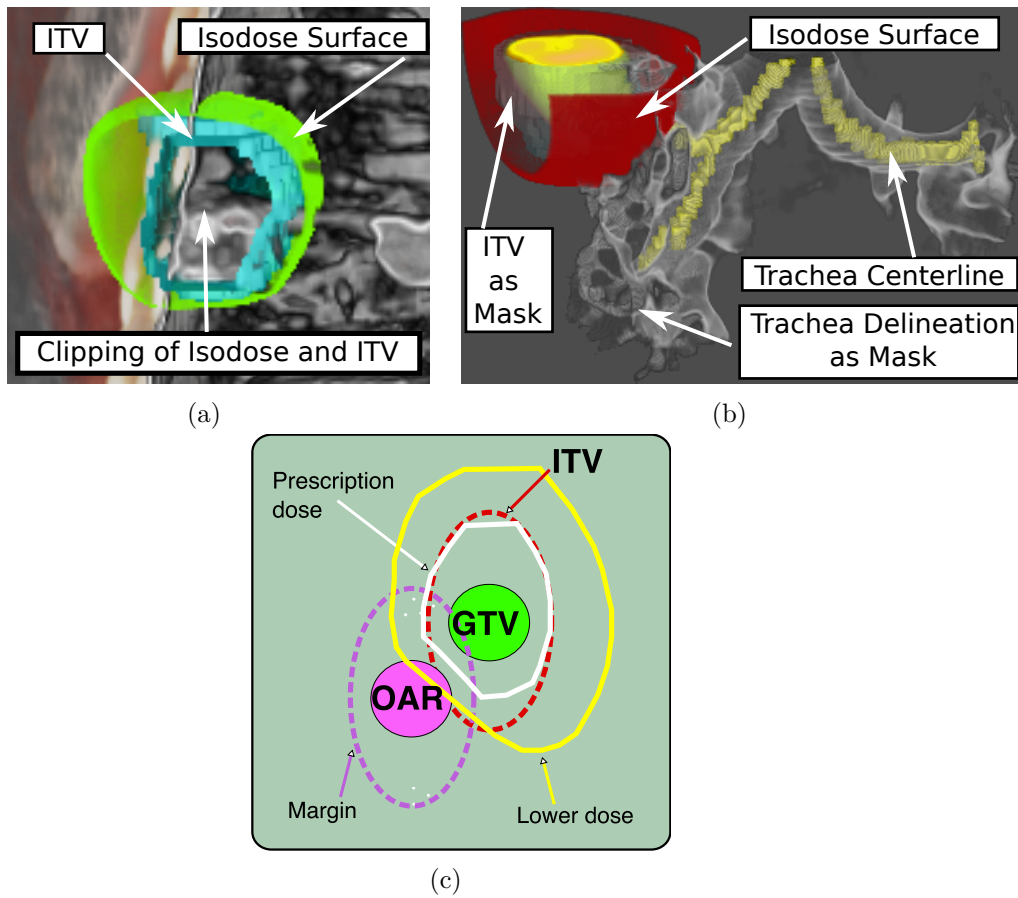 ITV
Isodose Surface
Clipping of Isodose and ITV
(a)
Isodose Surface
ITV
as
Mask
Trachea Centerline
Trachea Delineation
as Mask
(b)
ITV
Prescription
dose
GTV
OAR
Margin
Lower dose
(c)